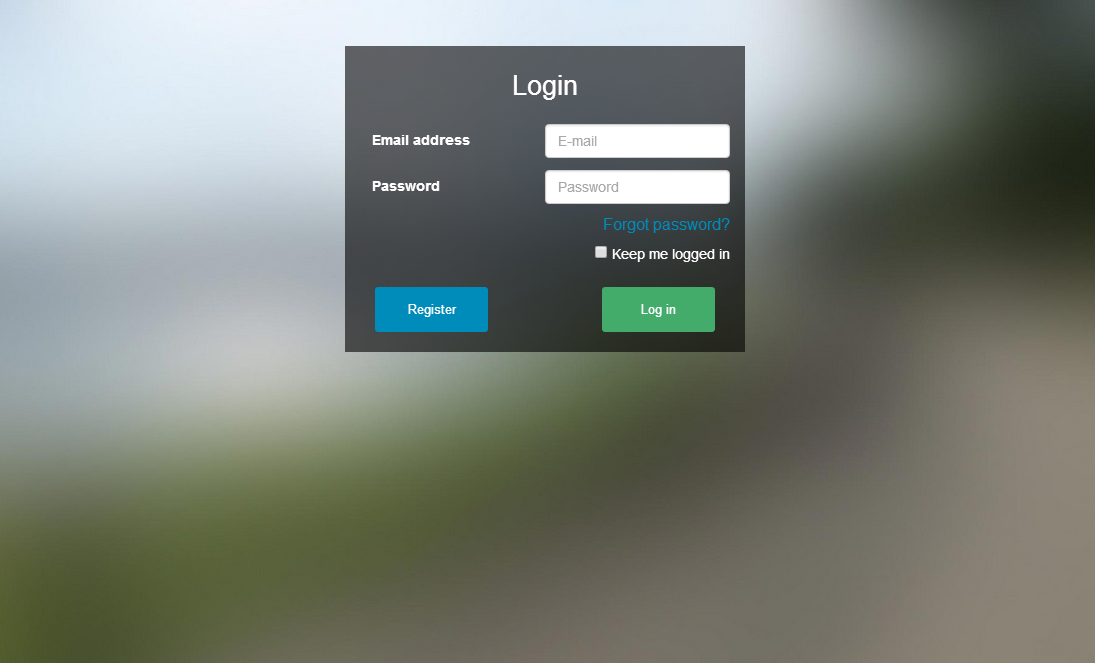 Login
Email address
E-mail
Password
Password
Forgot password?
Keep me logged in
Register
Log in